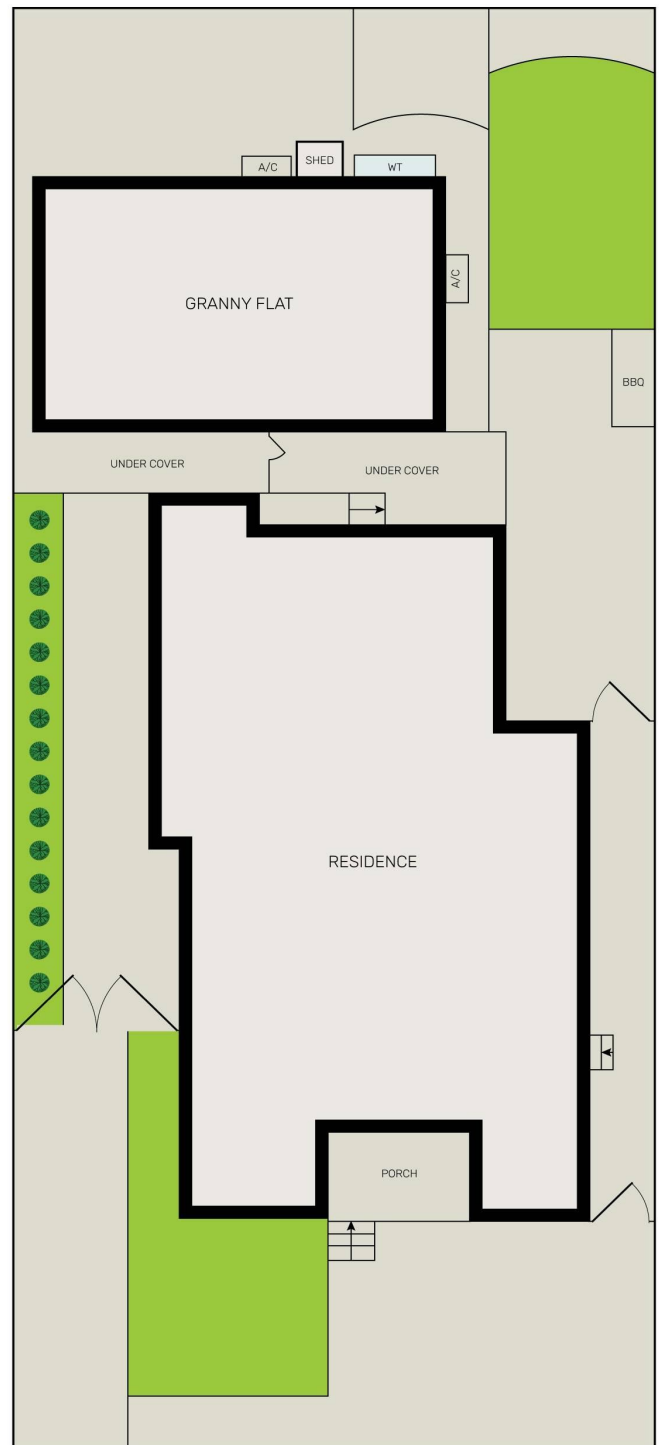 SHED
A/C
WT
A/C
GRANNY FLAT
BBQ
UNDER COVER
UNDER COVER
RESIDENCE
PORCH